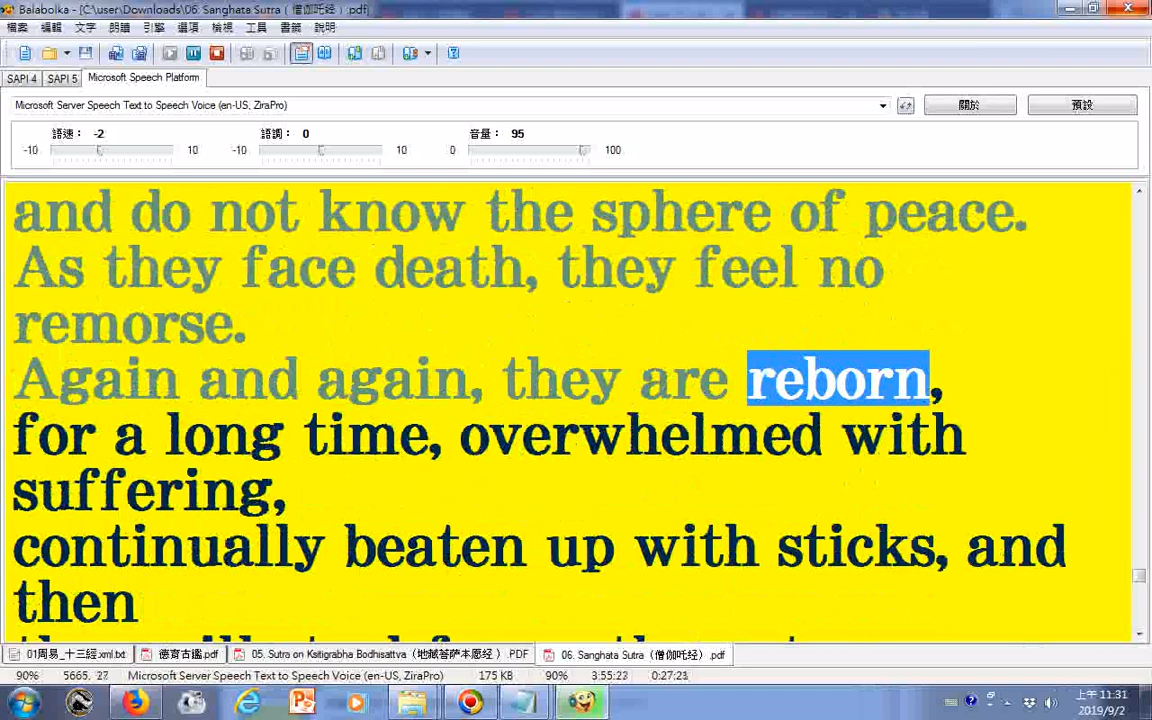 Balabolka - [C:\user\Downloads\06. Sanghata Sutra (僧伽吒经) .pdf]
檔案 編輯 文字 朗讀 引擎 選項 檢視 工具 書籤 說明
SAPI 4 SAPI 5 Microsoft Speech Platform
Microsoft Server Speech Text to Speech Voice (en-US, ZiraPro) 關於 預設
語速: -2 語調: 0 音量: 95
-10 10 -10 10 0 100
and do not know the sphere of peace.
As they face death, they feel no
remorse.
Again and again, they are reborn,
for a long time, overwhelmed with
suffering,
continually beaten up with sticks, and
then
01周易_十三經.xml.txt 德育古鑑.pdf 05. Sutra on Ksitigrabha Bodhisattva (地藏菩萨本愿经) .PDF 06. Sanghata Sutra (僧伽吒经) .pdf
90% 5665, 27 Microsoft Server Speech Text to Speech Voice (en-US, ZiraPro) 175 KB 90% 3:55:23 0:27:23
上午 11:31
2019/9/2